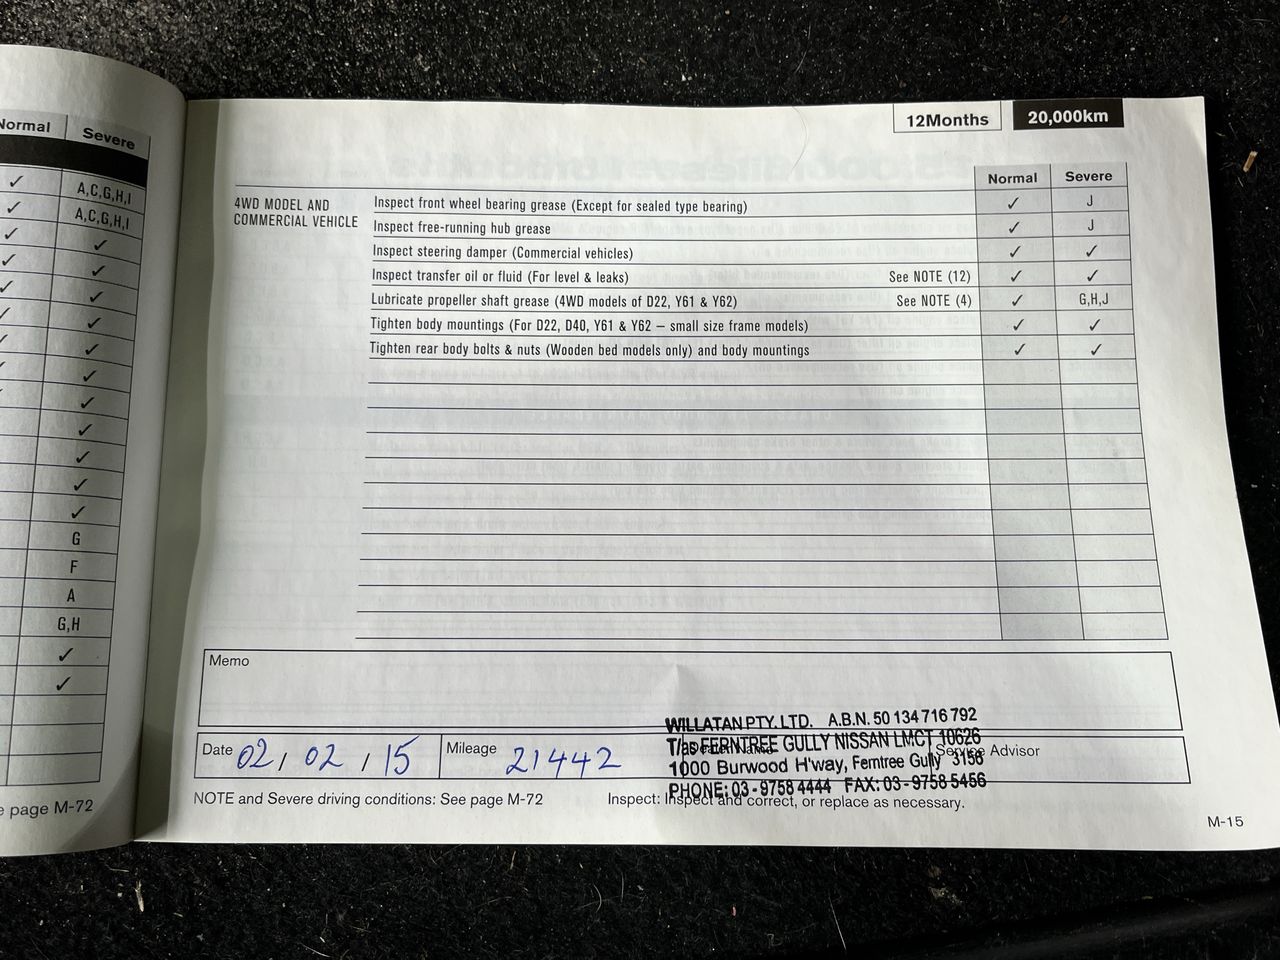 Normal Severe
✓ A,C,G,H,I
✓ A,C,G,H,I
✓ ✓
✓ ✓
✓ ✓
✓ ✓
✓ ✓
✓ ✓
✓ ✓
✓
✓
✓
✓
G
F
A
G,H
✓
✓
page M-72
12Months 20,000km
Normal Severe
4WD MODEL AND
COMMERCIAL VEHICLE
Inspect front wheel bearing grease (Except for sealed type bearing) ✓ J
Inspect free-running hub grease ✓ J
Inspect steering damper (Commercial vehicles) ✓ ✓
Inspect transfer oil or fluid (For level & leaks) See NOTE (12) ✓ ✓
Lubricate propeller shaft grease (4WD models of D22, Y61 & Y62) See NOTE (4) ✓ G,H,J
Tighten body mountings (For D22, D40, Y61 & Y62 – small size frame models) ✓ ✓
Tighten rear body bolts & nuts (Wooden bed models only) and body mountings ✓ ✓
Memo
Date 02 / 02 / 15 Mileage 21442 Service Advisor
WILLATAN PTY. LTD. A.B.N. 50 134 716 792
T/as FERNTREE GULLY NISSAN LMCT 10626
1000 Burwood H'way, Ferntree Gully 3156
PHONE: 03 - 9758 4444 FAX: 03 - 9758 5456
NOTE and Severe driving conditions: See page M-72 Inspect: Inspect and correct, or replace as necessary.
M-15